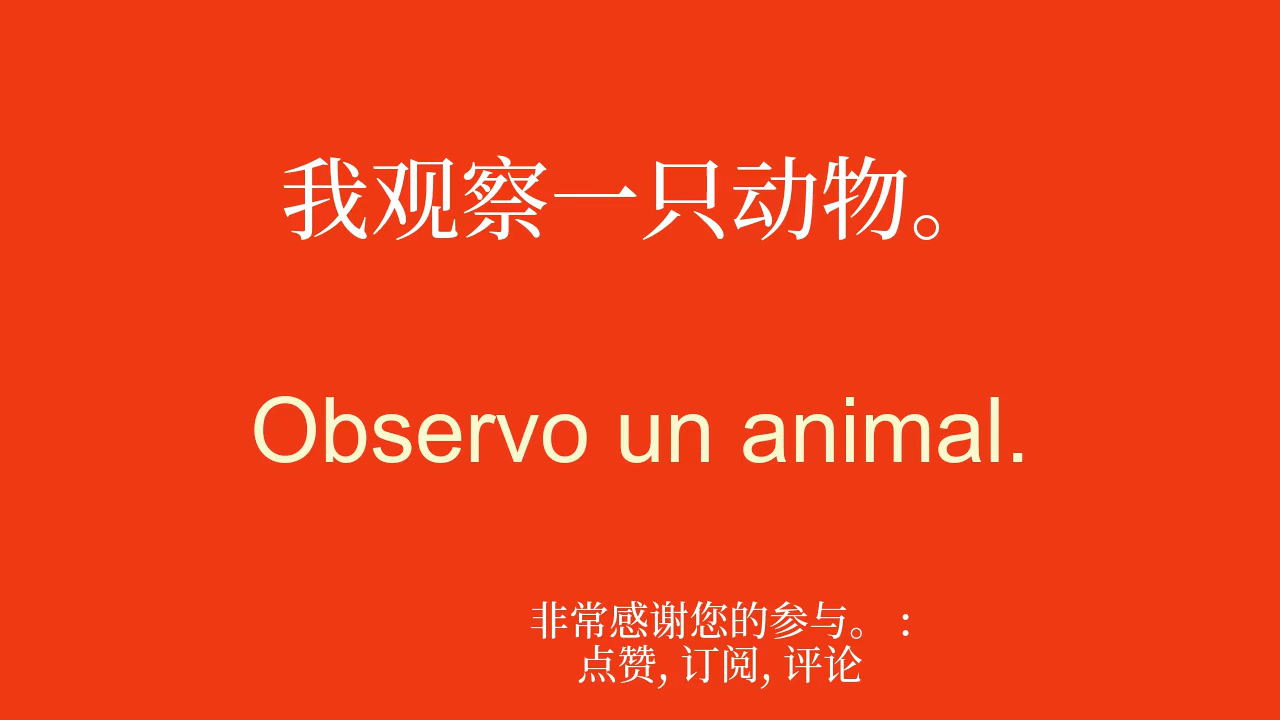 我观察一只动物。
Observo un animal.
非常感谢您的参与。 :
点赞, 订阅, 评论